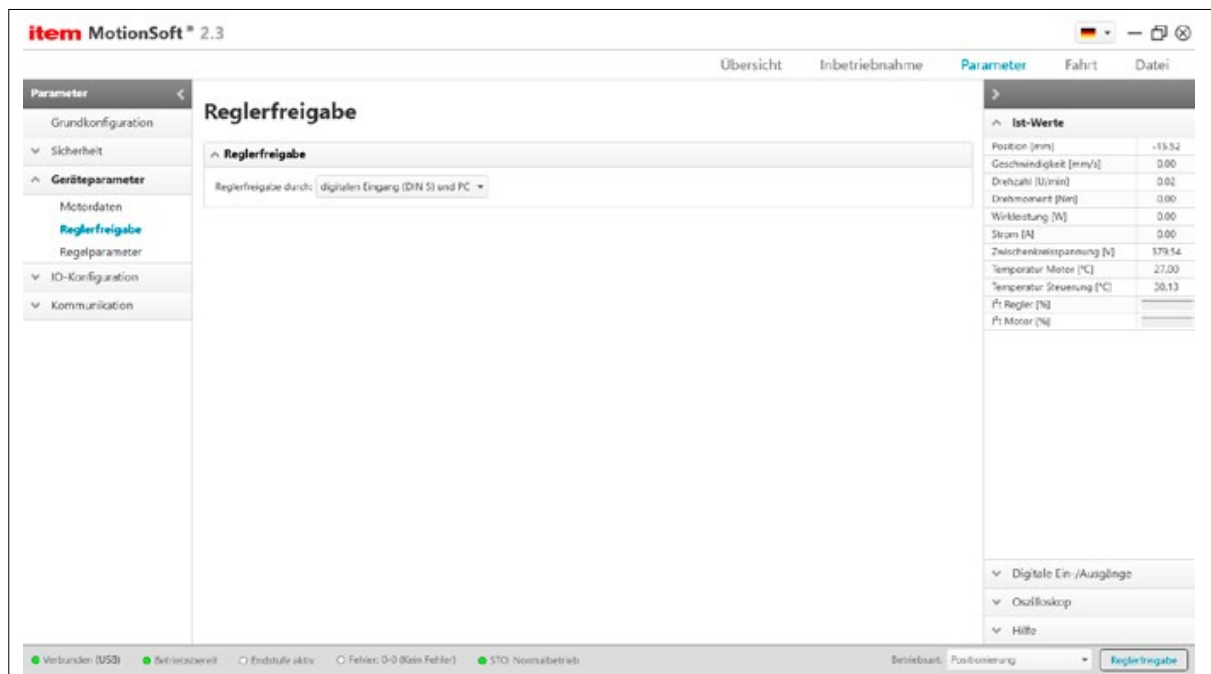 item MotionSoft® 2.3
Übersicht Inbetriebnahme Parameter Fahrt Datei
Parameter
Grundkonfiguration
Sicherheit
Geräteparameter
Motordaten
Reglerfreigabe
Regelparameter
IO-Konfiguration
Kommunikation
Reglerfreigabe
Reglerfreigabe
Reglerfreigabe durch: digitalen Eingang (DIN 5) und PC
Ist-Werte
Position [mm] -15.52
Geschwindigkeit [mm/s] 0.00
Drehzahl [U/min] 0.02
Drehmoment [Nm] 0.00
Wirkleistung [W] 0.00
Strom [A] 0.00
Zwischenkreisspannung [V] 379.54
Temperatur Motor [°C] 27.00
Temperatur Steuerung [°C] 30.13
I²t Regler [%]
I²t Motor [%]
Digitale Ein-/Ausgänge
Oszilloskop
Hilfe
Verbunden (USB) Betriebsbereit Endstufe aktiv Fehler: 0-0 (Kein Fehler) STO: Normalbetrieb Betriebsart: Positionierung Reglerfreigabe